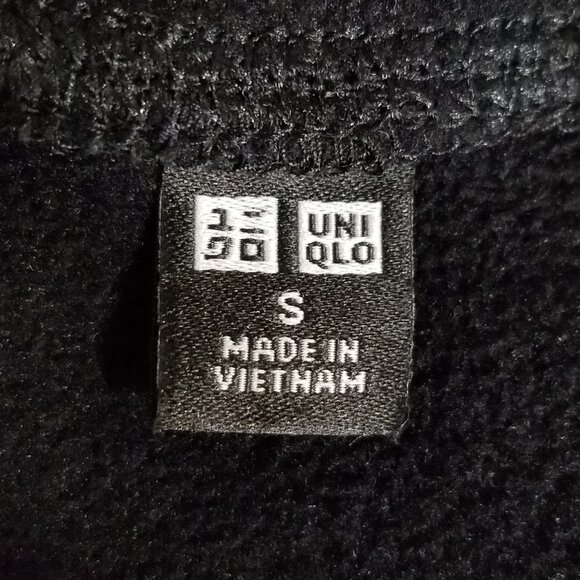 ユニ UNI
クロ QLO
S
MADE IN
VIETNAM